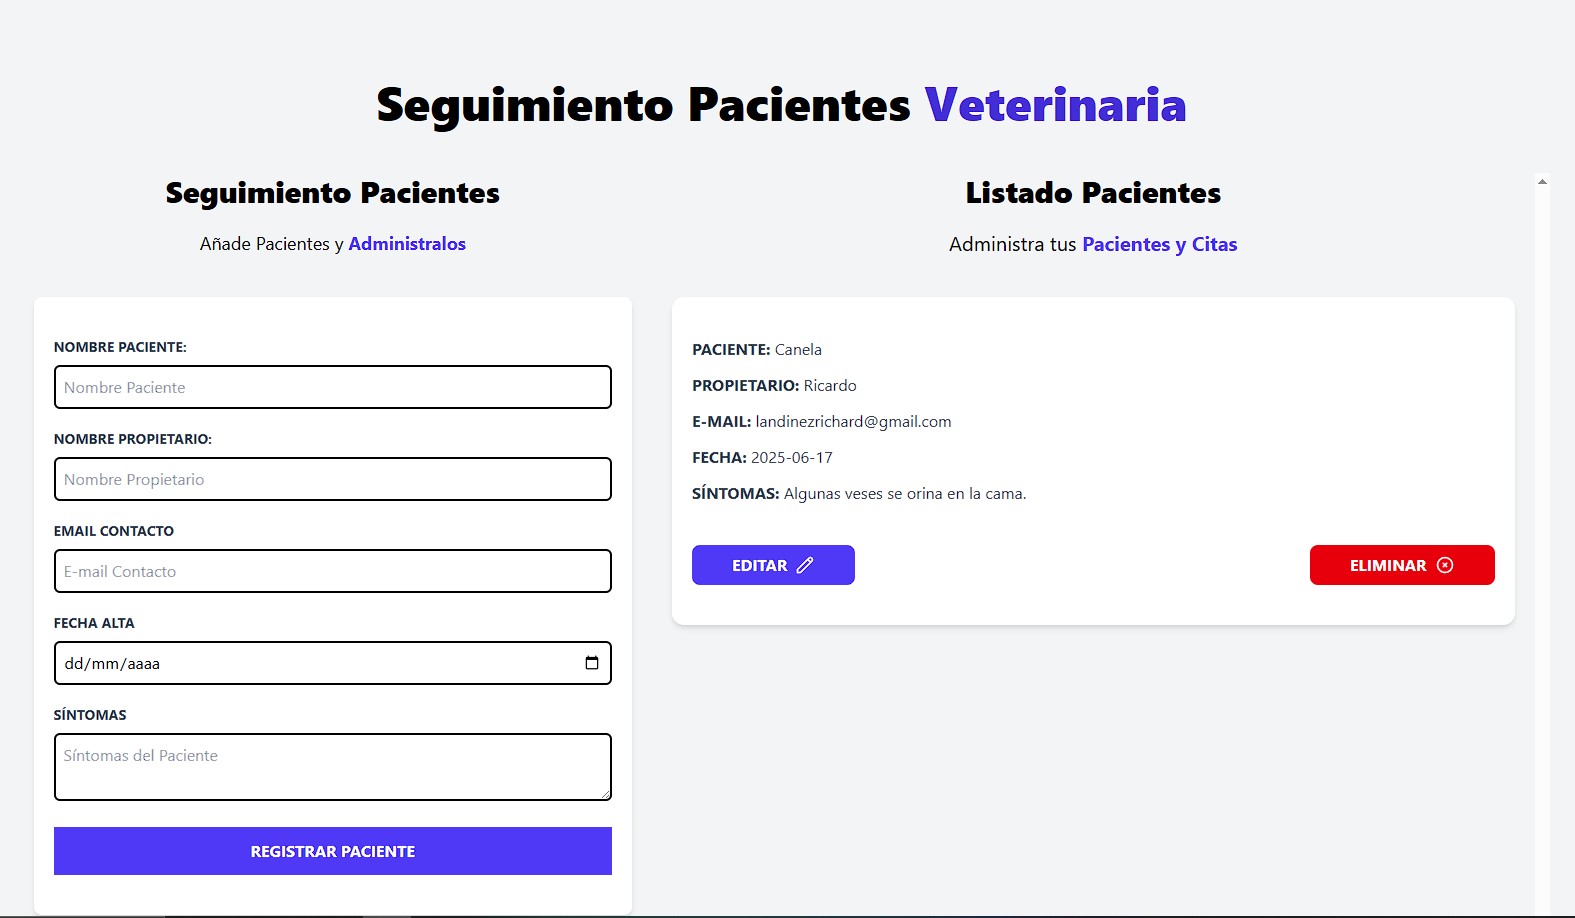 Seguimiento Pacientes Veterinaria
Seguimiento Pacientes
Añade Pacientes y Administralos
NOMBRE PACIENTE:
Nombre Paciente
NOMBRE PROPIETARIO:
Nombre Propietario
EMAIL CONTACTO
E-mail Contacto
FECHA ALTA
dd/mm/aaaa
SÍNTOMAS
Síntomas del Paciente
REGISTRAR PACIENTE
Listado Pacientes
Administra tus Pacientes y Citas
PACIENTE: Canela
PROPIETARIO: Ricardo
E-MAIL: landinezrichard@gmail.com
FECHA: 2025-06-17
SÍNTOMAS: Algunas veses se orina en la cama.
EDITAR
ELIMINAR